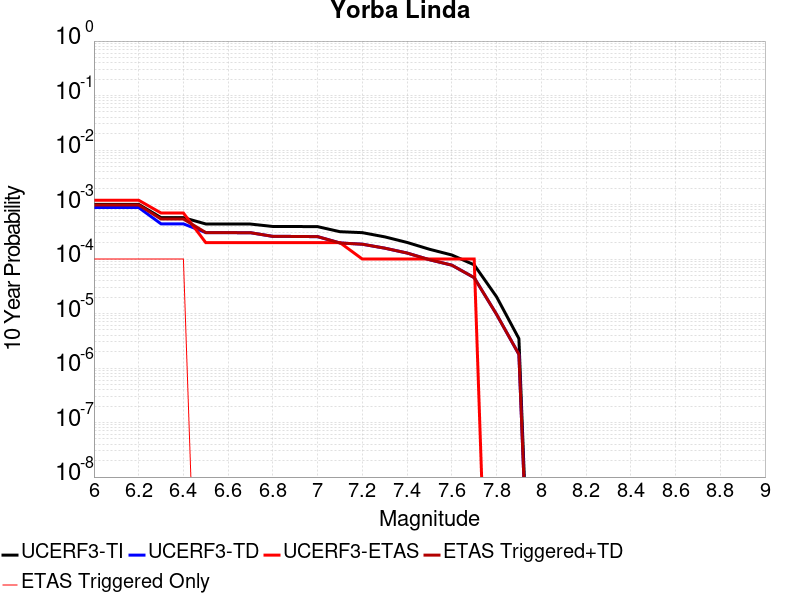 Yorba Linda
10 0
10 -1
10 -2
10 -3
10 -4
10 -5
10 -6
10 -7
10 -8
10 Year Probability
6 6.2 6.4 6.6 6.8 7 7.2 7.4 7.6 7.8 8 8.2 8.4 8.6 8.8 9
Magnitude
UCERF3-TI UCERF3-TD UCERF3-ETAS ETAS Triggered+TD
ETAS Triggered Only